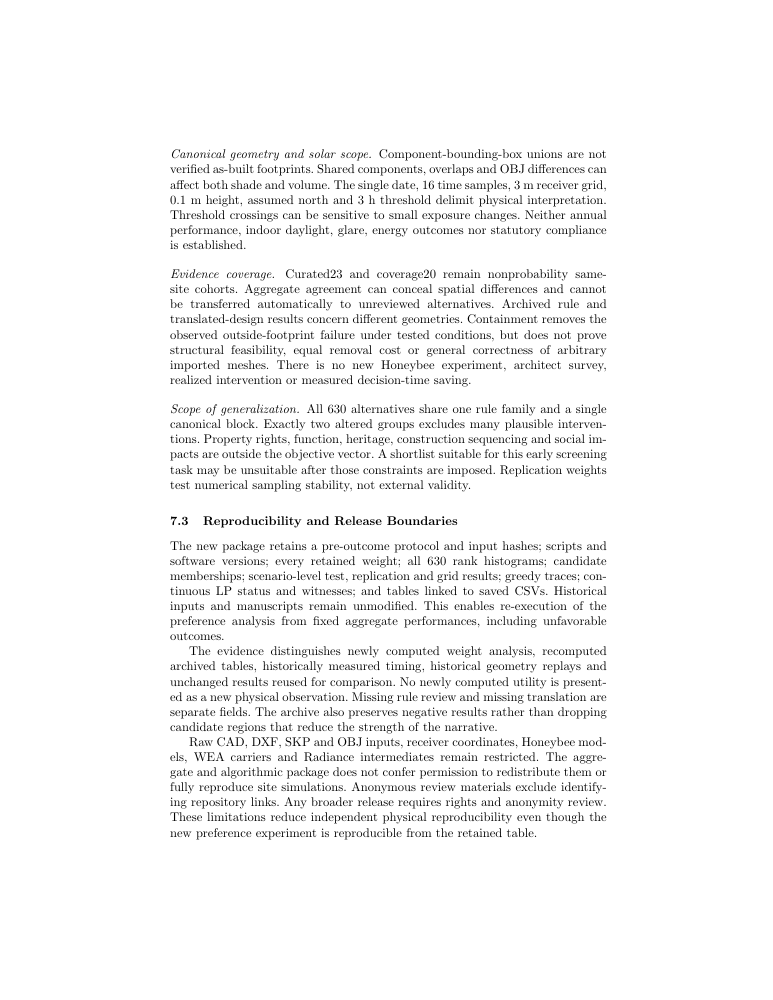 Canonical geometry and solar scope. Component-bounding-box unions are not
verified as-built footprints. Shared components, overlaps and OBJ differences can
affect both shade and volume. The single date, 16 time samples, 3 m receiver grid,
0.1 m height, assumed north and 3 h threshold delimit physical interpretation.
Threshold crossings can be sensitive to small exposure changes. Neither annual
performance, indoor daylight, glare, energy outcomes nor statutory compliance
is established.
Evidence coverage. Curated23 and coverage20 remain nonprobability same-
site cohorts. Aggregate agreement can conceal spatial differences and cannot
be transferred automatically to unreviewed alternatives. Archived rule and
translated-design results concern different geometries. Containment removes the
observed outside-footprint failure under tested conditions, but does not prove
structural feasibility, equal removal cost or general correctness of arbitrary
imported meshes. There is no new Honeybee experiment, architect survey,
realized intervention or measured decision-time saving.
Scope of generalization. All 630 alternatives share one rule family and a single
canonical block. Exactly two altered groups excludes many plausible interven-
tions. Property rights, function, heritage, construction sequencing and social im-
pacts are outside the objective vector. A shortlist suitable for this early screening
task may be unsuitable after those constraints are imposed. Replication weights
test numerical sampling stability, not external validity.
7.3 Reproducibility and Release Boundaries
The new package retains a pre-outcome protocol and input hashes; scripts and
software versions; every retained weight; all 630 rank histograms; candidate
memberships; scenario-level test, replication and grid results; greedy traces; con-
tinuous LP status and witnesses; and tables linked to saved CSVs. Historical
inputs and manuscripts remain unmodified. This enables re-execution of the
preference analysis from fixed aggregate performances, including unfavorable
outcomes.
The evidence distinguishes newly computed weight analysis, recomputed
archived tables, historically measured timing, historical geometry replays and
unchanged results reused for comparison. No newly computed utility is present-
ed as a new physical observation. Missing rule review and missing translation are
separate fields. The archive also preserves negative results rather than dropping
candidate regions that reduce the strength of the narrative.
Raw CAD, DXF, SKP and OBJ inputs, receiver coordinates, Honeybee mod-
els, WEA carriers and Radiance intermediates remain restricted. The aggre-
gate and algorithmic package does not confer permission to redistribute them or
fully reproduce site simulations. Anonymous review materials exclude identify-
ing repository links. Any broader release requires rights and anonymity review.
These limitations reduce independent physical reproducibility even though the
new preference experiment is reproducible from the retained table.